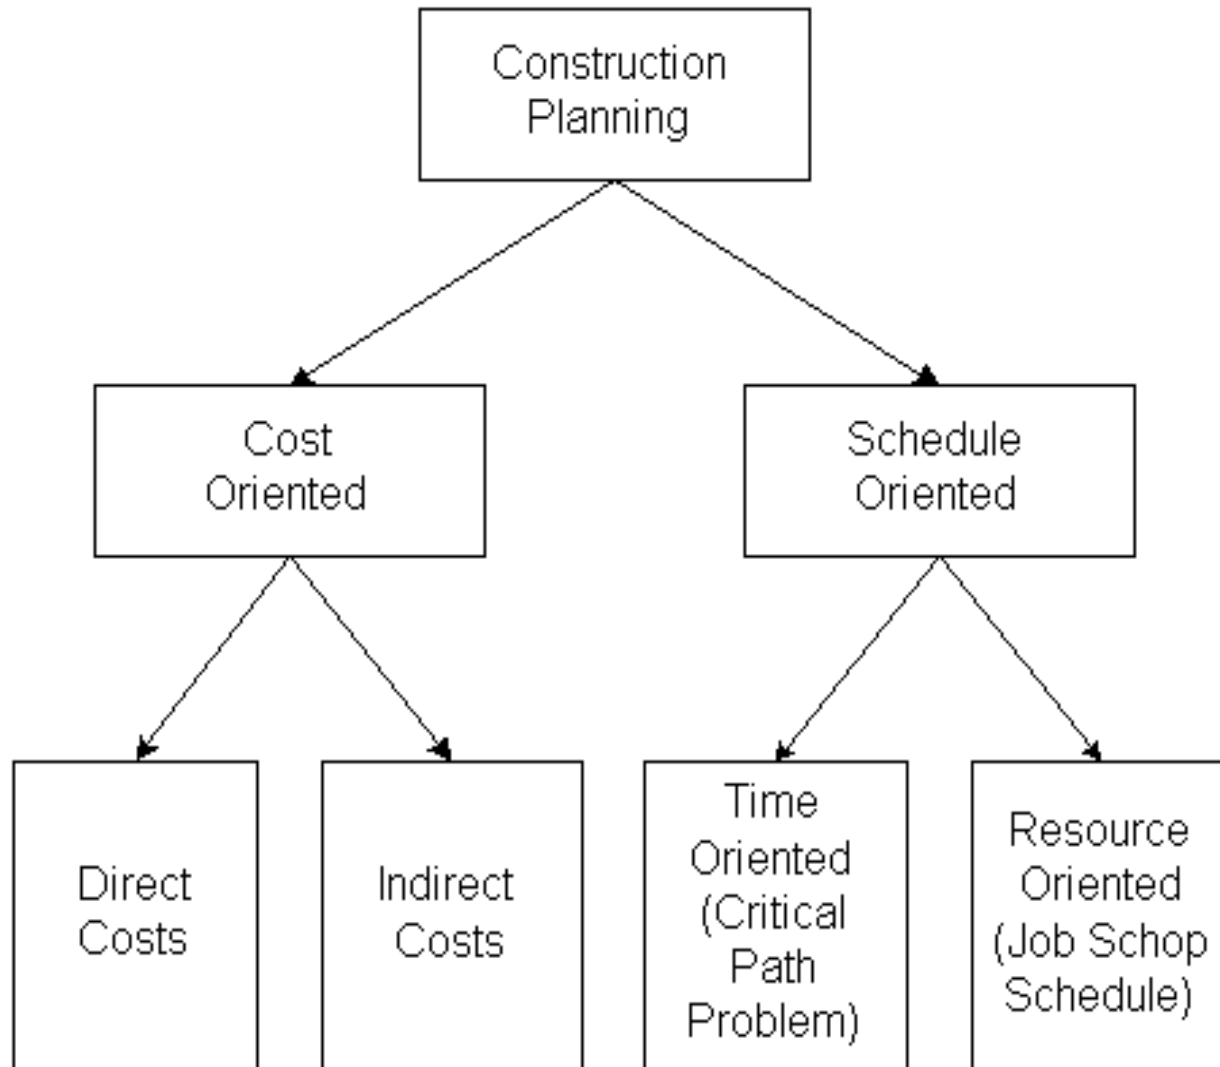 Construction
Planning
Cost
Oriented
Schedule
Oriented
Direct
Costs
Indirect
Costs
Time
Oriented
(Critical
Path
Problem)
Resource
Oriented
(Job Schop
Schedule)